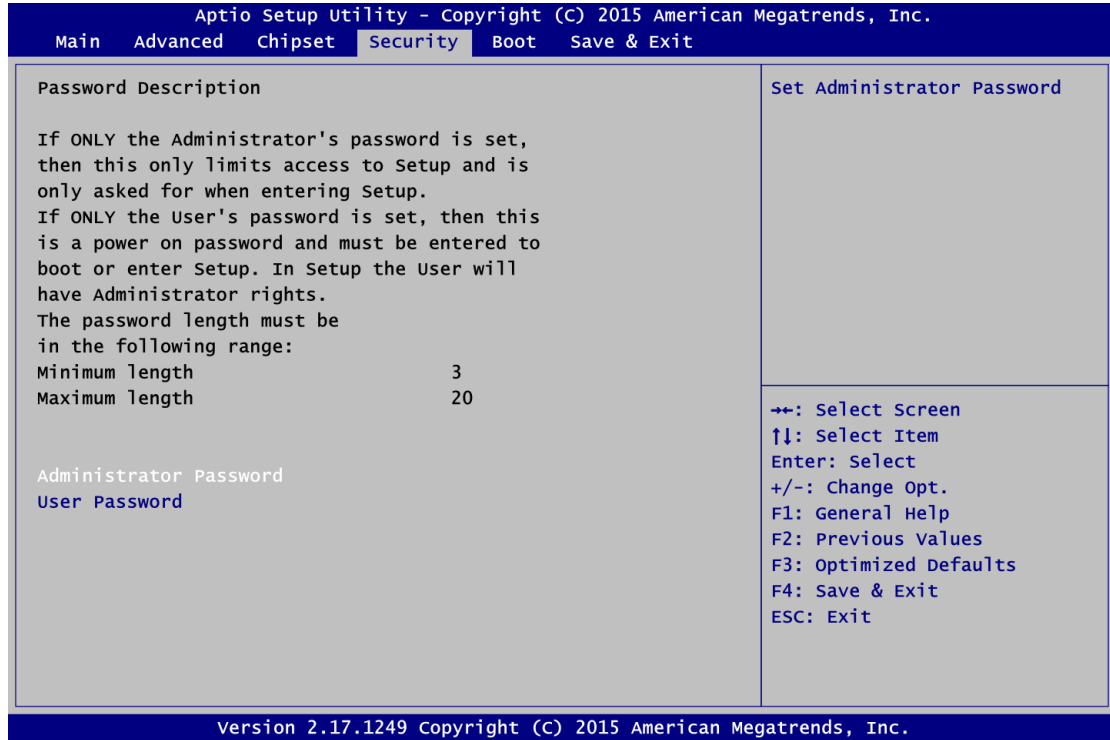 Aptio Setup Utility - Copyright (C) 2015 American Megatrends, Inc.
Main Advanced Chipset Security Boot Save & Exit
Password Description
If ONLY the Administrator's password is set,
then this only limits access to Setup and is
only asked for when entering Setup.
If ONLY the User's password is set, then this
is a power on password and must be entered to
boot or enter Setup. In Setup the User will
have Administrator rights.
The password length must be
in the following range:
Minimum length 3
Maximum length 20
Administrator Password
User Password
Set Administrator Password
→←: Select Screen
↑↓: Select Item
Enter: Select
+/-: Change Opt.
F1: General Help
F2: Previous Values
F3: Optimized Defaults
F4: Save & Exit
ESC: Exit
Version 2.17.1249 Copyright (C) 2015 American Megatrends, Inc.